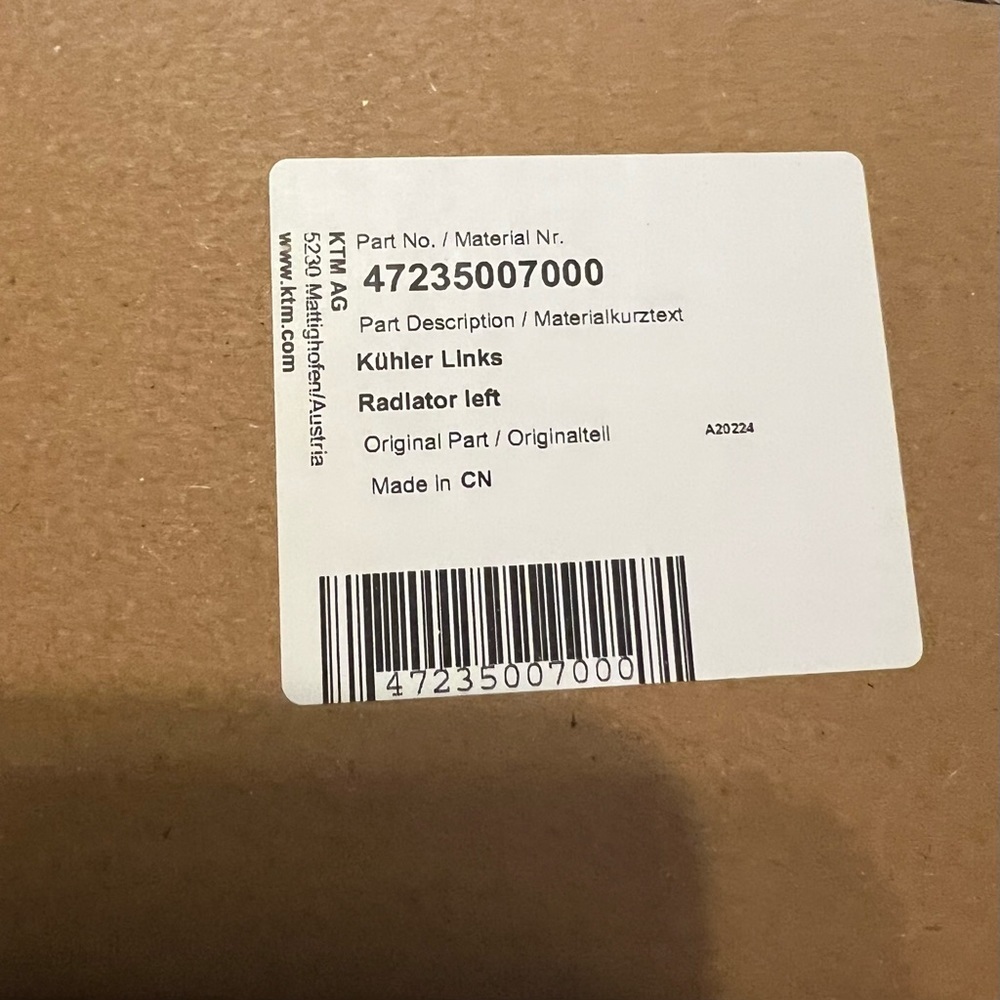 KTM AG
5230 Mattighofen/Austria
www.ktm.com
Part No. / Material Nr.
47235007000
Part Description / Materialkurztext
Kühler Links
Radiator left
Original Part / Originalteil
A20224
Made in CN
47235007000